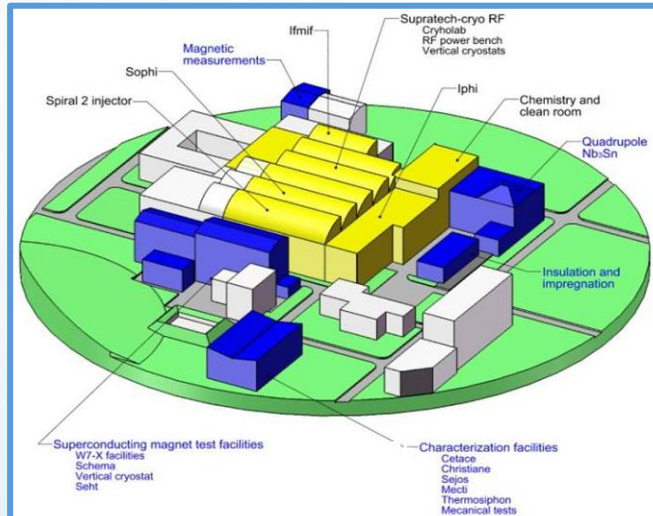 Supratech-cryo RF
Cryholab
RF power bench
Vertical cryostats
Ifmif
Magnetic
measurements
Sophi
Iphi
Spiral 2 injector
Chemistry and
clean room
Quadrupole
Nb₃Sn
Insulation and
impregnation
Superconducting magnet test facilities
W7-X facilities
Schema
Vertical cryostat
Seht
Characterization facilities
Cetace
Christiane
Sejos
Mecti
Thermosiphon
Mecanical tests